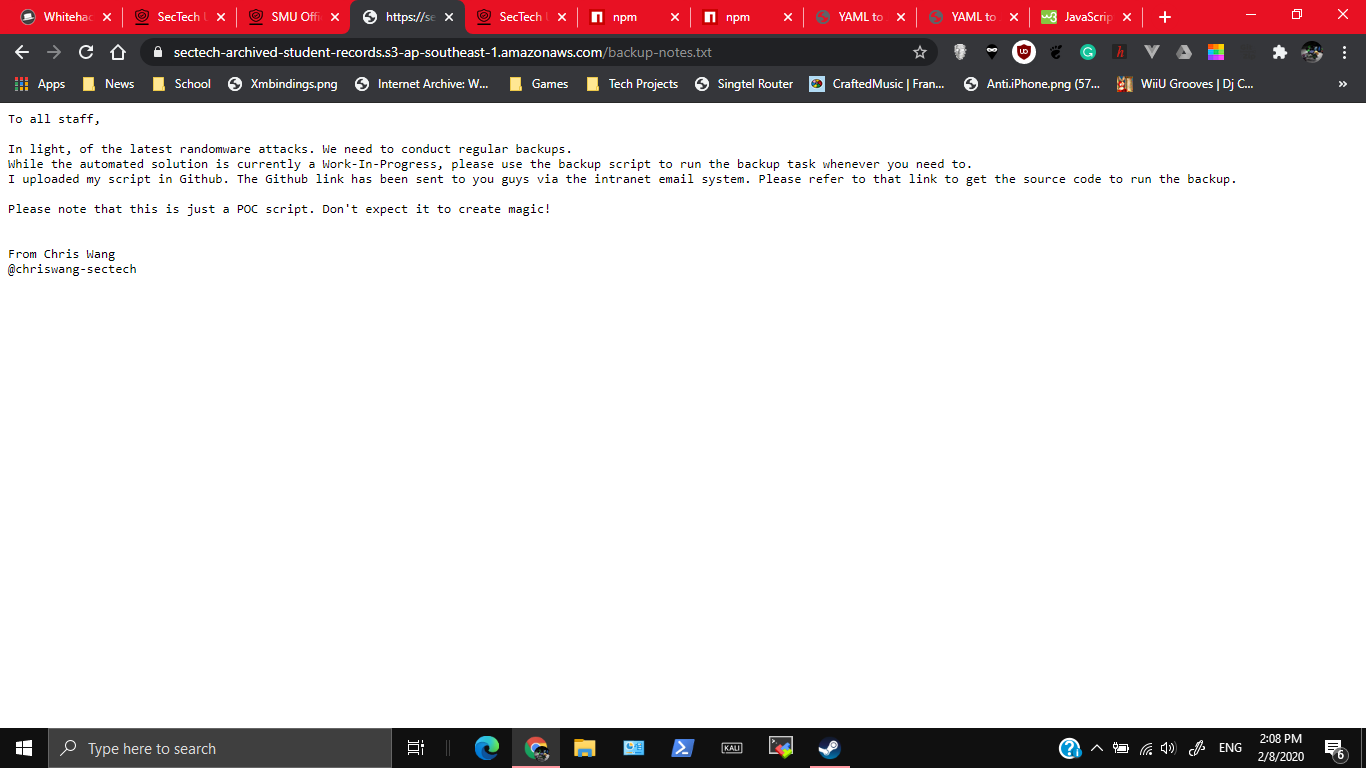 Whitehac
SecTech U
SMU Offi
https://se
SecTech U
npm
npm
YAML to
YAML to
JavaScrip
sectech-archived-student-records.s3-ap-southeast-1.amazonaws.com/backup-notes.txt
Apps
News
School
Xmbindings.png
Internet Archive: W...
Games
Tech Projects
Singtel Router
CraftedMusic | Fran...
Anti.iPhone.png (57...
WiiU Grooves | Dj C...
»
To all staff,
In light, of the latest randomware attacks. We need to conduct regular backups.
While the automated solution is currently a Work-In-Progress, please use the backup script to run the backup task whenever you need to.
I uploaded my script in Github. The Github link has been sent to you guys via the intranet email system. Please refer to that link to get the source code to run the backup.
Please note that this is just a POC script. Don't expect it to create magic!
From Chris Wang
@chriswang-sectech
Type here to search
KALI
ENG
2:08 PM
2/8/2020
6